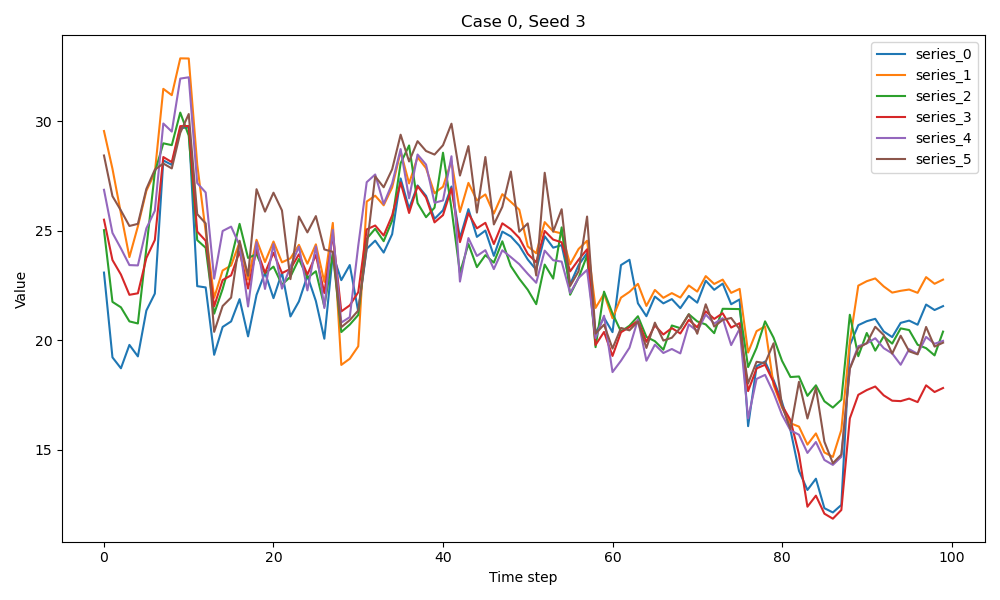 Case 0, Seed 3
series_0
series_1
series_2
series_3
series_4
series_5
30
25
20
15
Value
0 20 40 60 80 100
Time step